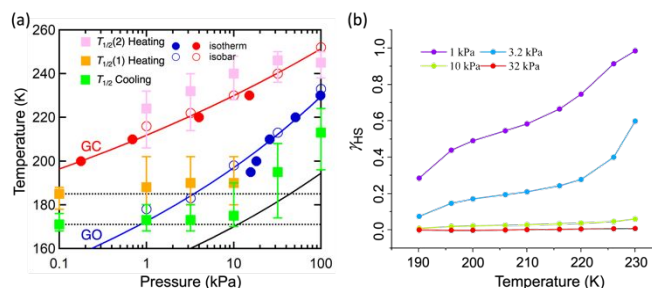 (a)
Temperature (K)
260
240
220
200
180
160
T1/2(2) Heating
T1/2(1) Heating
T1/2 Cooling
isotherm
isobar
GC
GO
0.1
1
10
100
Pressure (kPa)
(b)
γHS
1.0
0.8
0.6
0.4
0.2
0.0
1 kPa
3.2 kPa
10 kPa
32 kPa
190
200
210
220
230
Temperature (K)